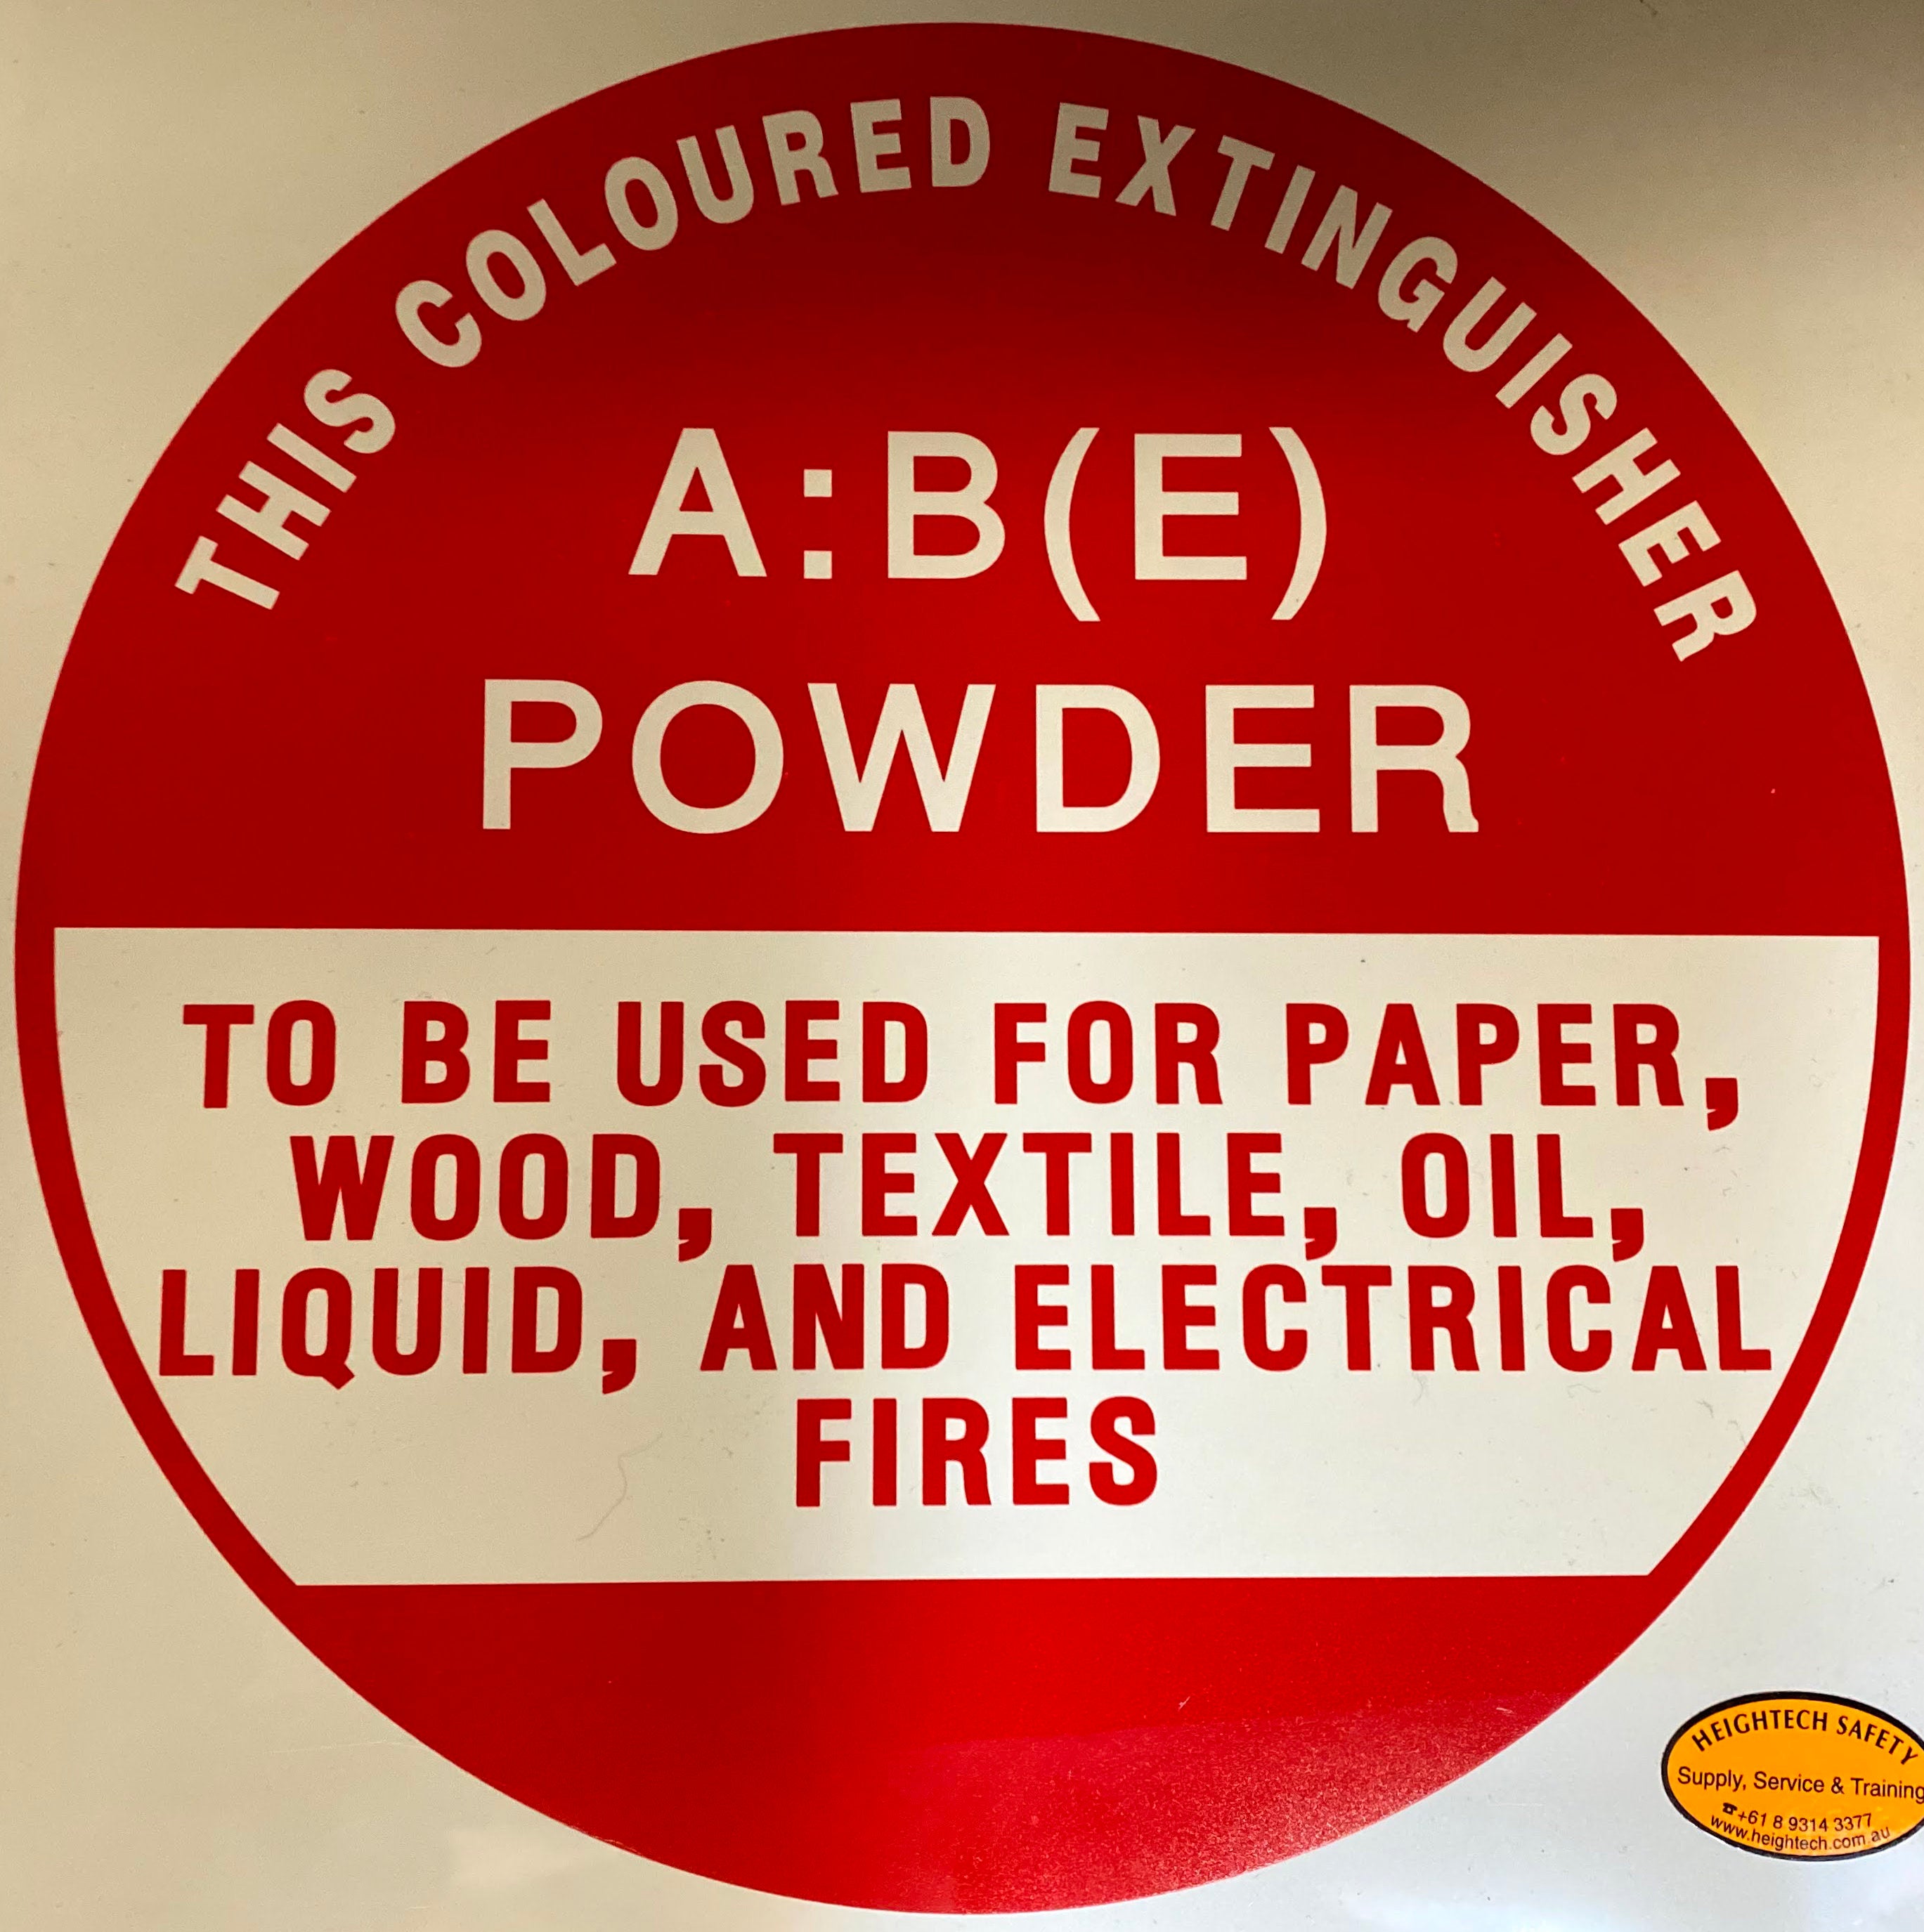 THIS COLOURED EXTINGUISHER
A:B(E)
POWDER
TO BE USED FOR PAPER,
WOOD, TEXTILE, OIL,
LIQUID, AND ELECTRICAL
FIRES
HEIGHTECH SAFETY
Supply, Service & Training
☎+61 8 9314 3377
www.heightech.com.au